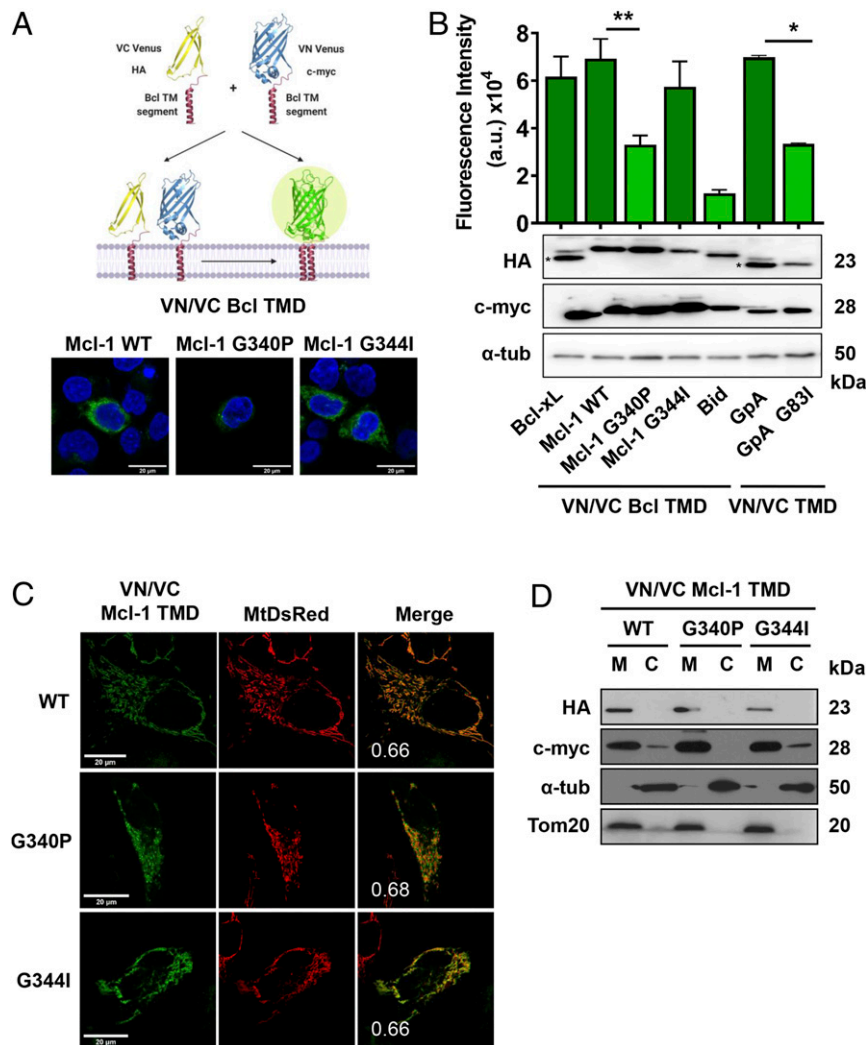 A
VC Venus
HA
Bcl TM
segment
+
VN Venus
c-myc
Bcl TM
segment
VN/VC Bcl TMD
Mcl-1 WT Mcl-1 G340P Mcl-1 G344I
20 µm 20 µm 20 µm
B
Fluorescence Intensity
(a.u.) x10⁴
8
6
4
2
0
** *
HA * * 23
c-myc 28
α-tub 50
kDa
Bcl-xL Mcl-1 WT Mcl-1 G340P Mcl-1 G344I Bid GpA GpA G83I
VN/VC Bcl TMD VN/VC TMD
C
VN/VC
Mcl-1 TMD MtDsRed Merge
WT
20 µm 0.66
G340P
20 µm 0.68
G344I
20 µm 0.66
D
VN/VC Mcl-1 TMD
WT G340P G344I
M C M C M C kDa
HA 23
c-myc 28
α-tub 50
Tom20 20